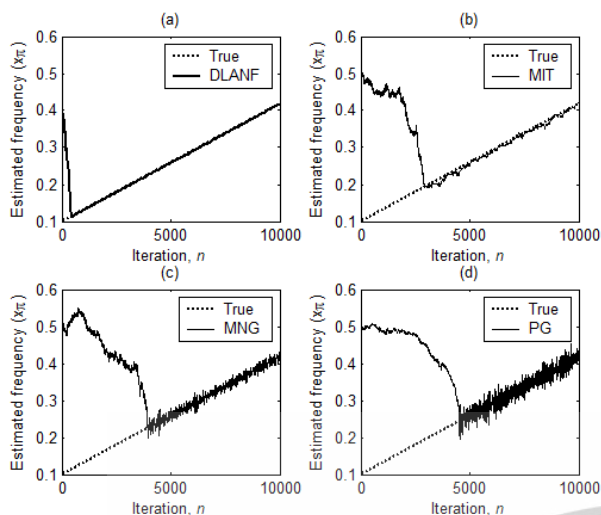 (a)
Estimated frequency (xπ)
0.6
0.5
0.4
0.3
0.2
0.1
True
DLANF
0 5000 10000
Iteration, n
(b)
Estimated frequency (xπ)
0.6
0.5
0.4
0.3
0.2
0.1
True
MIT
0 5000 10000
Iteration, n
(c)
Estimated frequency (xπ)
0.6
0.5
0.4
0.3
0.2
0.1
True
MNG
0 5000 10000
Iteration, n
(d)
Estimated frequency (xπ)
0.6
0.5
0.4
0.3
0.2
0.1
True
PG
0 5000 10000
Iteration, n